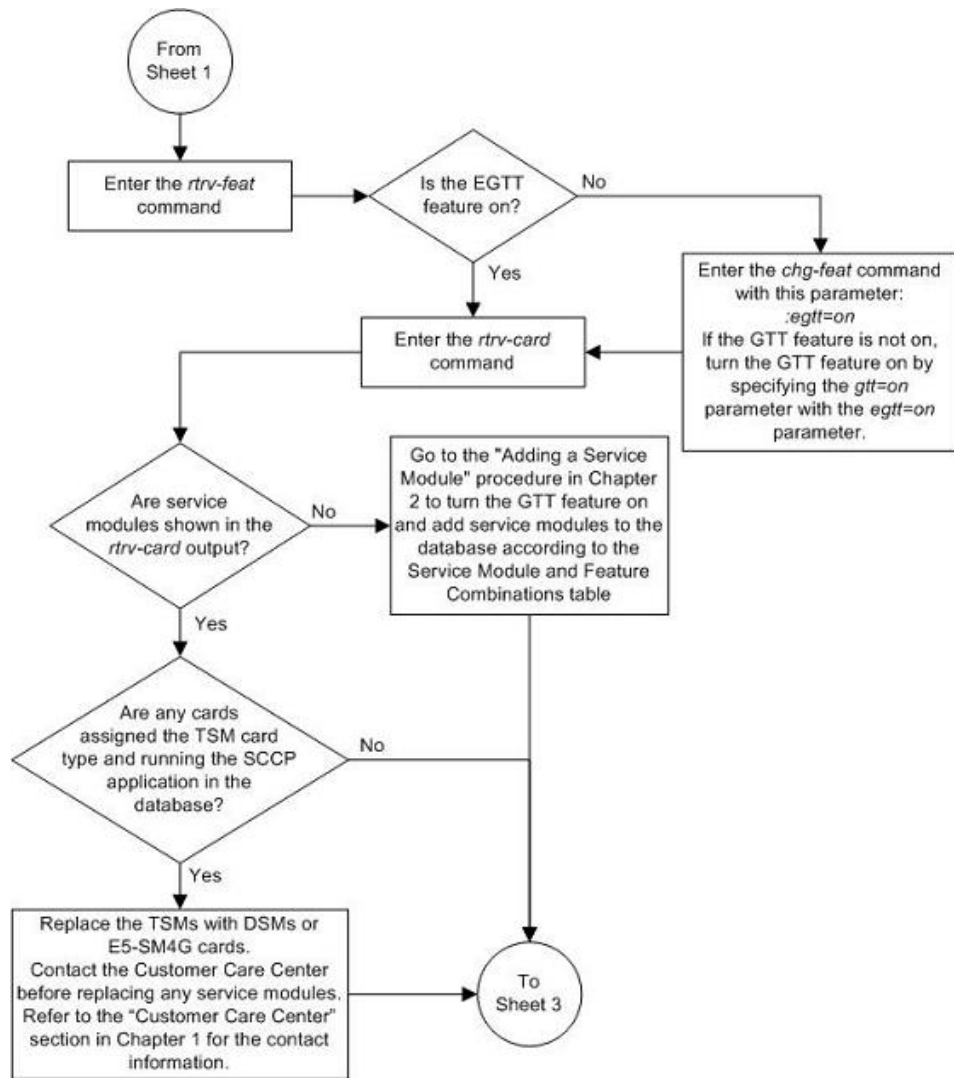 From
Sheet 1
Enter the rtrv-feat
command
Is the EGTT
feature on?
No
Yes
Enter the chg-feat command
with this parameter:
:egtt=on
If the GTT feature is not on,
turn the GTT feature on by
specifying the gtt=on
parameter with the egtt=on
parameter.
Enter the rtrv-card
command
Are service
modules shown in the
rtrv-card output?
No
Yes
Go to the "Adding a Service
Module" procedure in Chapter
2 to turn the GTT feature on
and add service modules to the
database according to the
Service Module and Feature
Combinations table
Are any cards
assigned the TSM card
type and running the SCCP
application in the
database?
No
Yes
Replace the TSMs with DSMs or
E5-SM4G cards.
Contact the Customer Care Center
before replacing any service modules.
Refer to the “Customer Care Center”
section in Chapter 1 for the contact
information.
To
Sheet 3